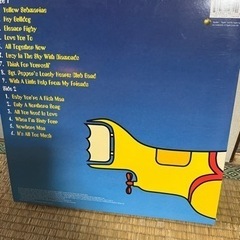 Side 1
Yellow Submarine
Hey Bulldog
Eleanor Rigby
Love You To
All Together Now
Lucy In The Sky With Diamonds
Think For Yourself
Sgt. Pepper's Lonely Hearts Club Band
With A Little Help From My Friends
Side 2
Baby You're A Rich Man
Only A Northern Song
All You Need Is Love
When I'm Sixty Four
Nowhere Man
It's All Too Much